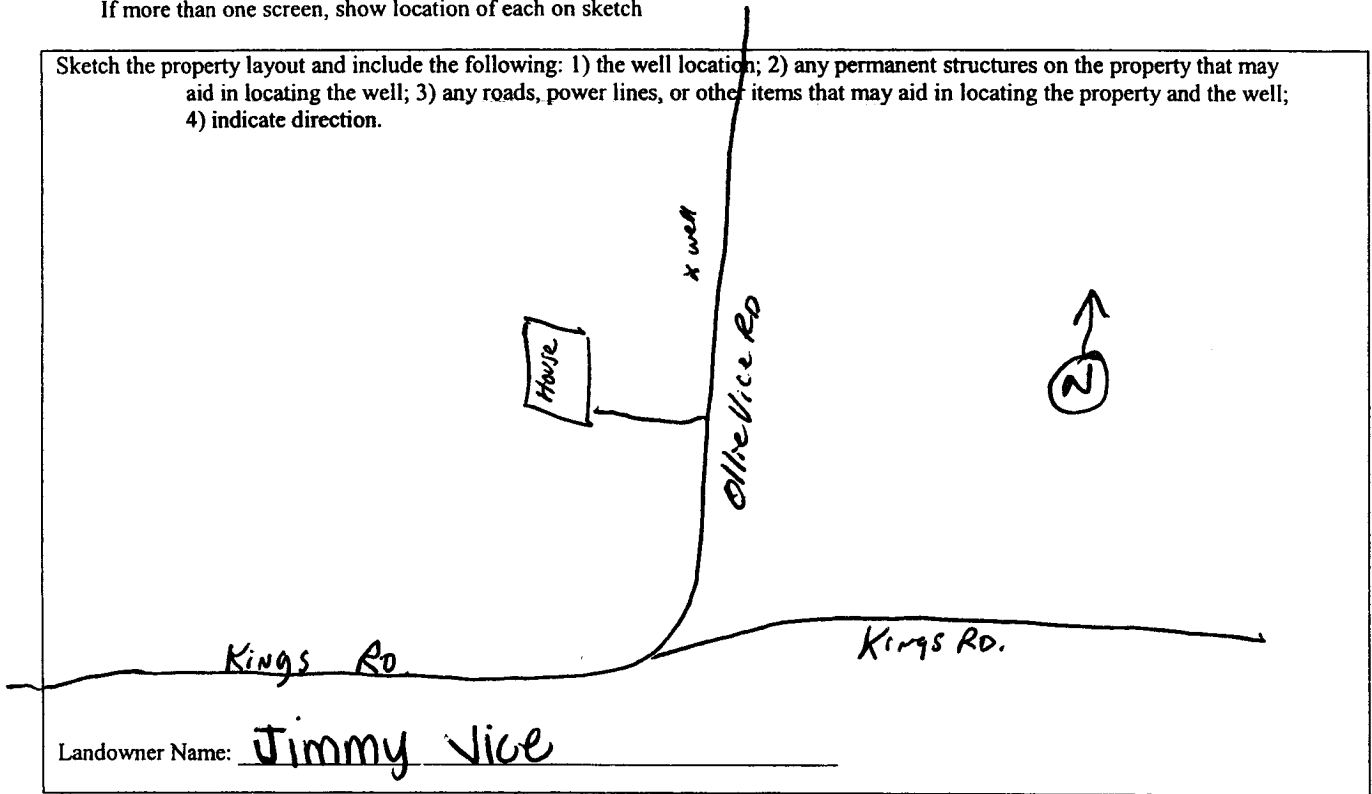 If more than one screen, show location of each on sketch
Sketch the property layout and include the following: 1) the well location; 2) any permanent structures on the property that may
aid in locating the well; 3) any roads, power lines, or other items that may aid in locating the property and the well;
4) indicate direction.
x well
House
Ollie Vice RD
N
Kings RD
Kings RD.
Landowner Name: Jimmy Vice